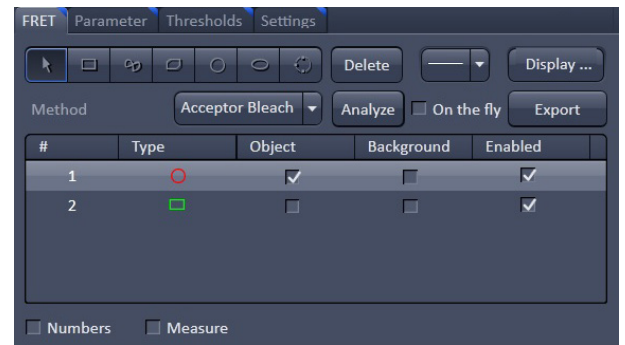 FRET Parameter Thresholds Settings
Delete Display ...
Method Acceptor Bleach Analyze On the fly Export
# Type Object Background Enabled
1
2
Numbers Measure